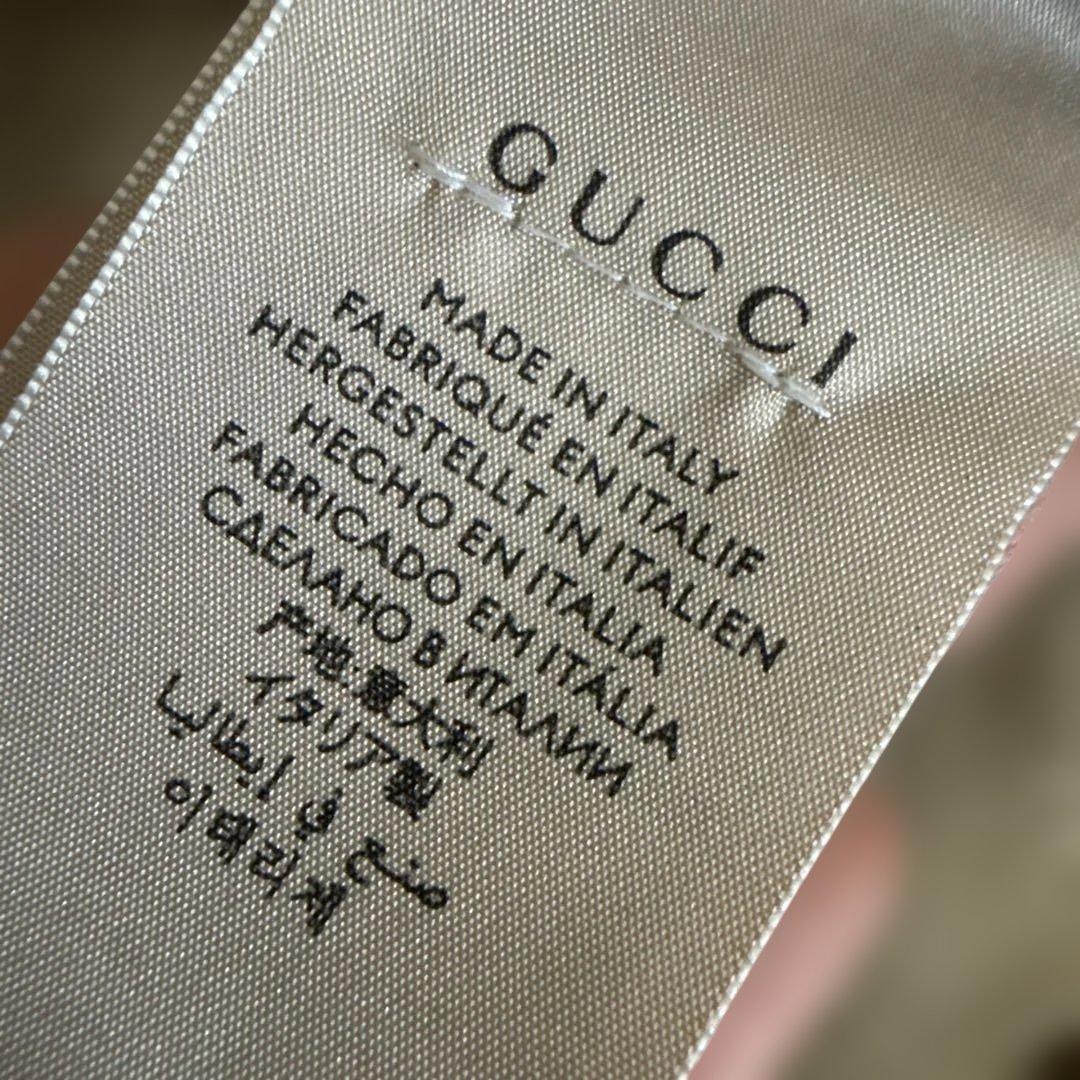 GUCCI
MADE IN ITALY
FABRIQUÉ EN ITALIF
HERGESTELLT IN ITALIEN
HECHO EN ITALIA
FABRICADO EM ITÁLIA
СДЕЛАНО В ИТАЛИИ
产地:意大利
イタリア製
صنع في إيطاليا
이태리제